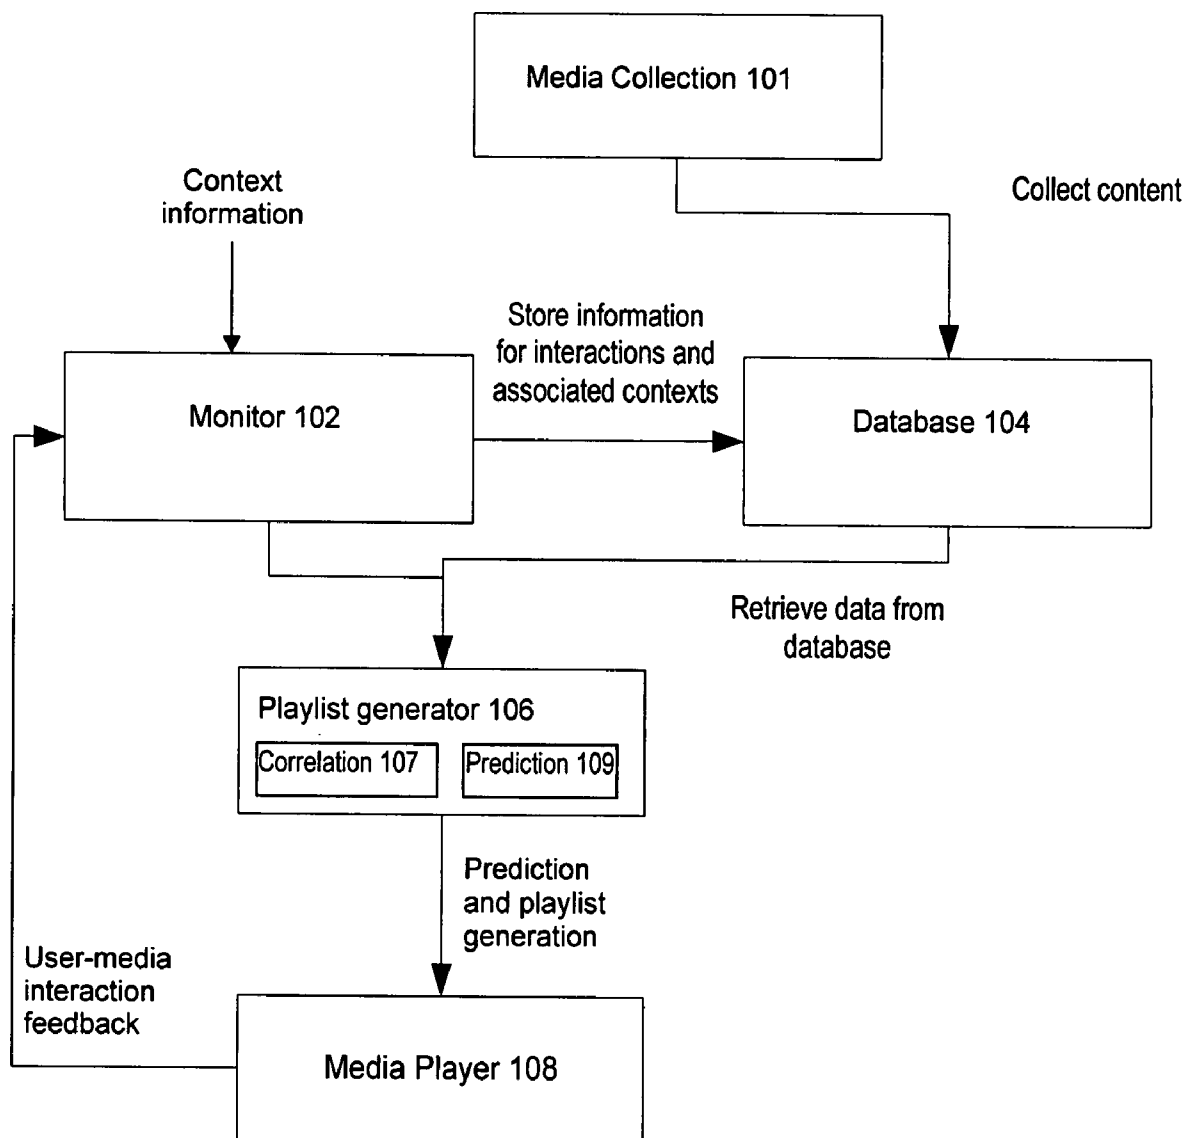 Media Collection 101
Context
information
Collect content
Store information
for interactions and
associated contexts
Monitor 102
Database 104
Retrieve data from
database
Playlist generator 106
Correlation 107
Prediction 109
Prediction
and playlist
generation
User-media
interaction
feedback
Media Player 108